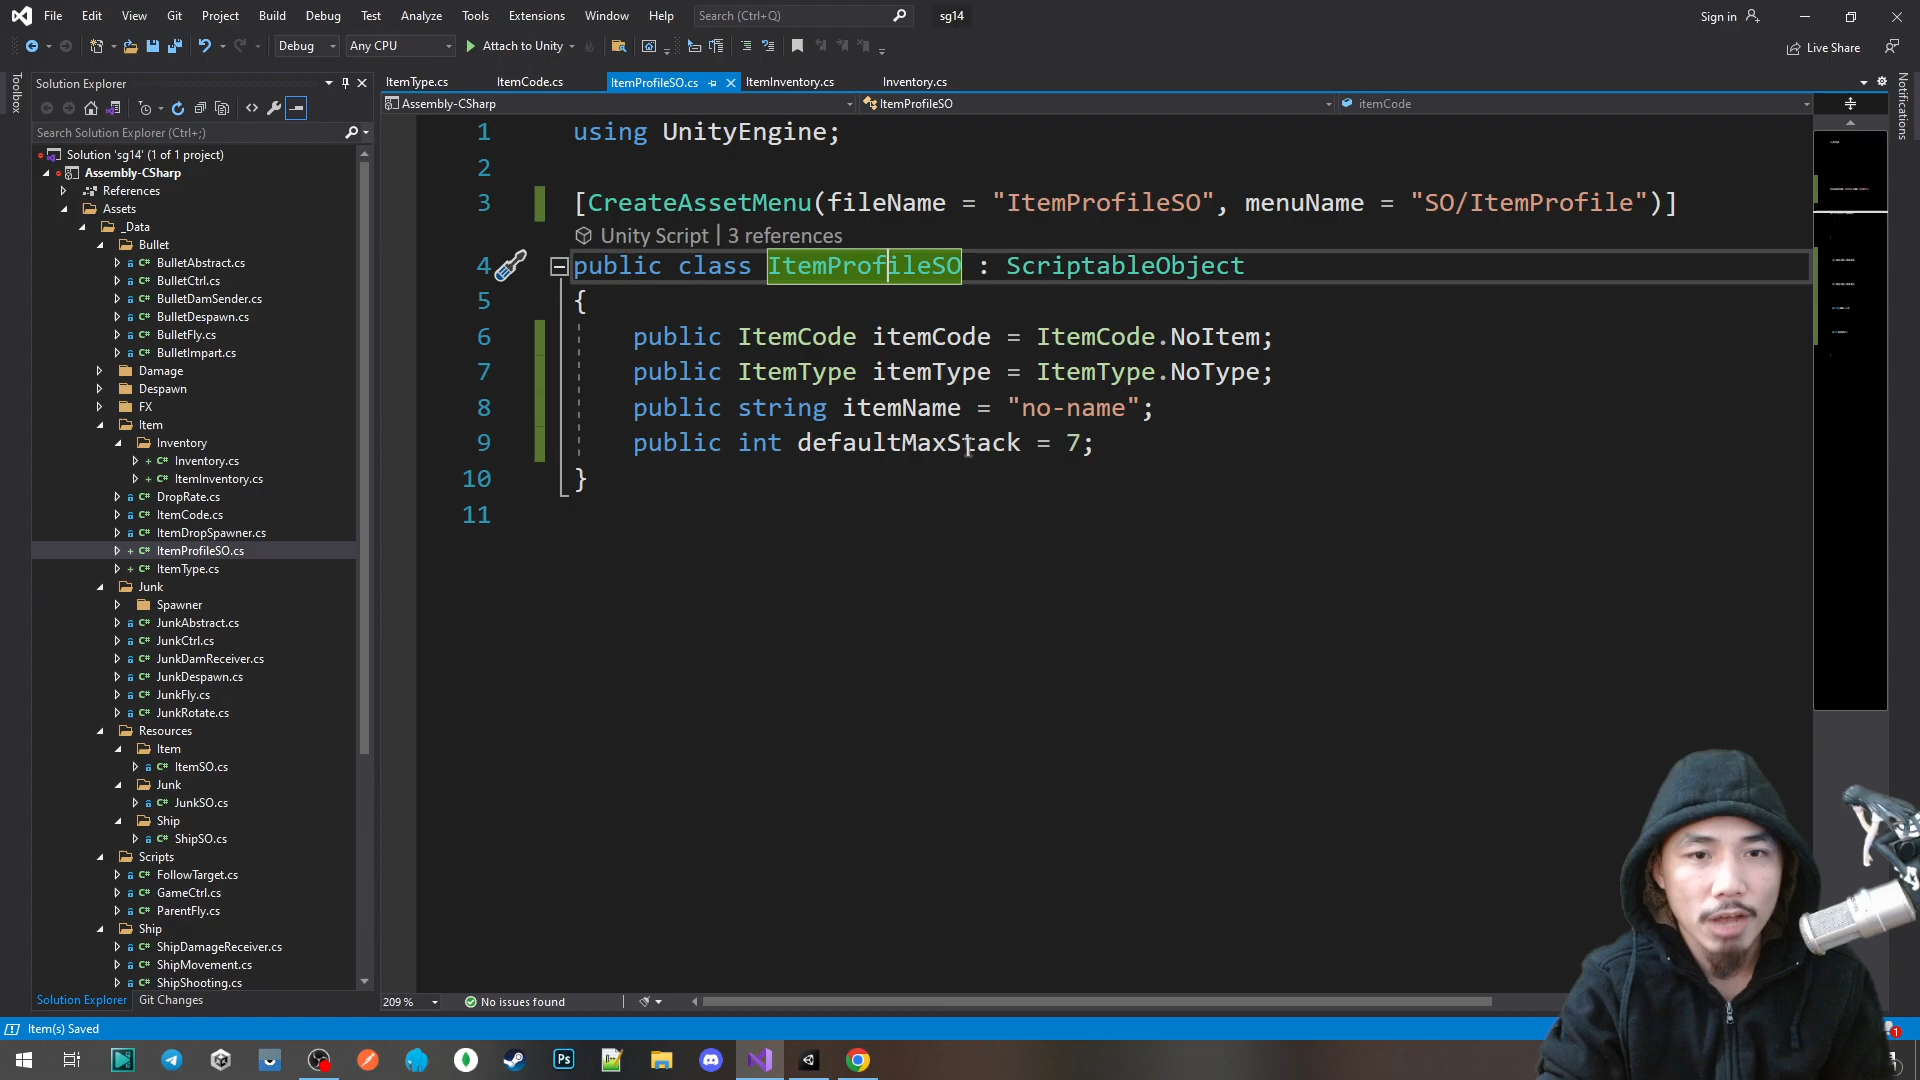 File Edit View Git Project Build Debug Test Analyze Tools Extensions Window Help Search (Ctrl+Q) sg14 Sign in
Debug Any CPU Attach to Unity Live Share
Toolbox
Solution Explorer
Search Solution Explorer (Ctrl+;)
Solution 'sg14' (1 of 1 project)
Assembly-CSharp
References
Assets
_Data
Bullet
BulletAbstract.cs
BulletCtrl.cs
BulletDamSender.cs
BulletDespawn.cs
BulletFly.cs
BulletImpart.cs
Damage
Despawn
FX
Item
Inventory
Inventory.cs
ItemInventory.cs
DropRate.cs
ItemCode.cs
ItemDropSpawner.cs
ItemProfileSO.cs
ItemType.cs
Junk
Spawner
JunkAbstract.cs
JunkCtrl.cs
JunkDamReceiver.cs
JunkDespawn.cs
JunkFly.cs
JunkRotate.cs
Resources
Item
ItemSO.cs
Junk
JunkSO.cs
Ship
ShipSO.cs
Scripts
FollowTarget.cs
GameCtrl.cs
ParentFly.cs
Ship
ShipDamageReceiver.cs
ShipMovement.cs
ShipShooting.cs
Solution Explorer Git Changes
ItemType.cs ItemCode.cs ItemProfileSO.cs ItemInventory.cs Inventory.cs
Assembly-CSharp ItemProfileSO itemCode
1 using UnityEngine;
2
3 [CreateAssetMenu(fileName = "ItemProfileSO", menuName = "SO/ItemProfile")]
Unity Script | 3 references
4 public class ItemProfileSO : ScriptableObject
5 {
6 public ItemCode itemCode = ItemCode.NoItem;
7 public ItemType itemType = ItemType.NoType;
8 public string itemName = "no-name";
9 public int defaultMaxStack = 7;
10 }
11
Notifications
209 % No issues found
Item(s) Saved 1
Ps